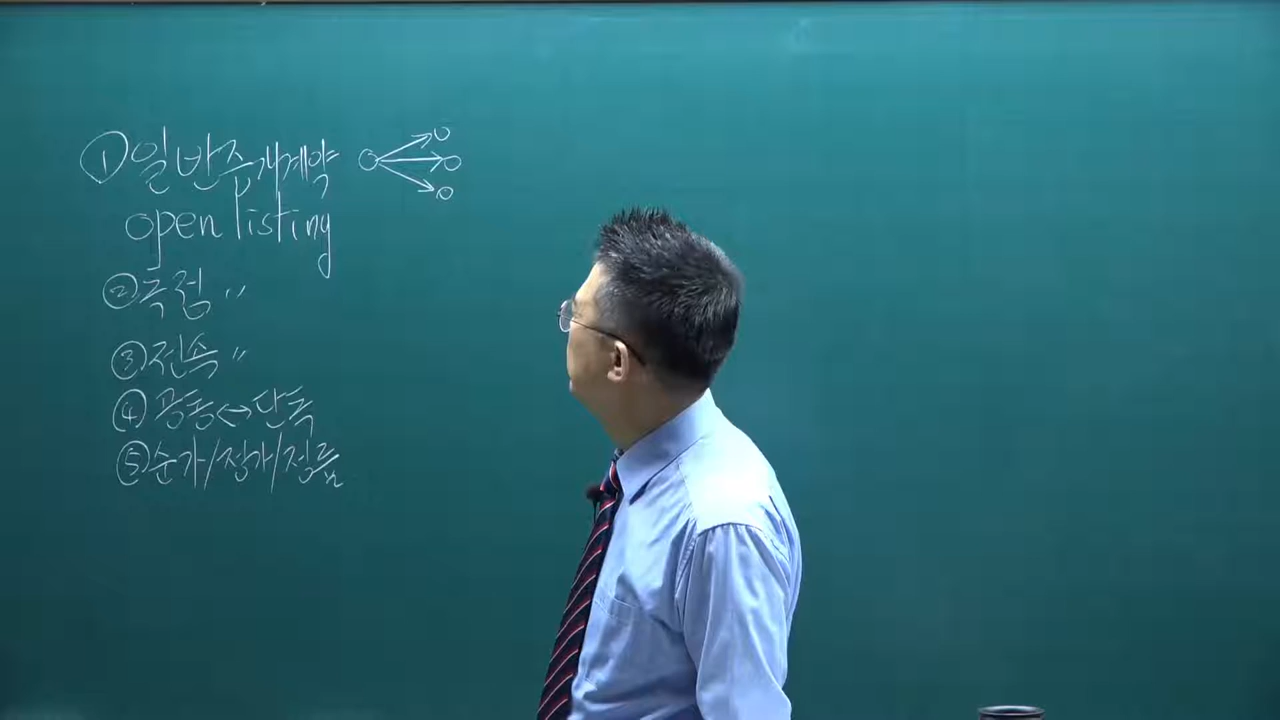 ①일반중개계약
open listing
②독점 〃
③전속 〃
④공동↔단독
⑤순가/정가/정률